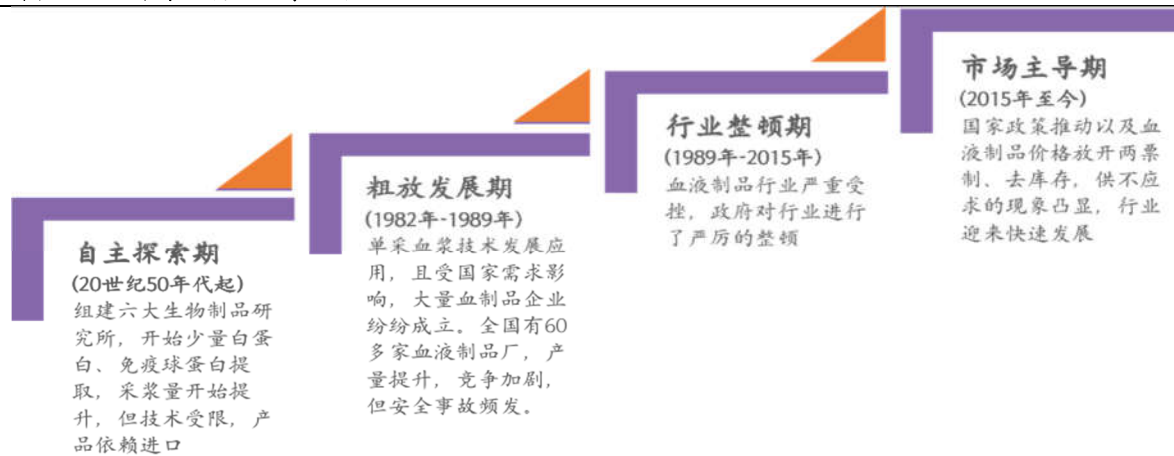 自主探索期
(20世纪50年代起)
组建六大生物制品研
究所，开始少量白蛋
白、免疫球蛋白提
取，采浆量开始提
升，但技术受限，产
品依赖进口
粗放发展期
(1982年-1989年)
单采血浆技术发展应
用，且受国家需求影
响，大量血制品企业
纷纷成立。全国有60
多家血液制品厂，产
量提升，竞争加剧，
但安全事故频发。
行业整顿期
(1989年-2015年)
血液制品行业严重受
挫，政府对行业进行
了严厉的整顿
市场主导期
(2015年至今)
国家政策推动以及血
液制品价格放开两票
制、去库存，供不应
求的现象凸显，行业
迎来快速发展